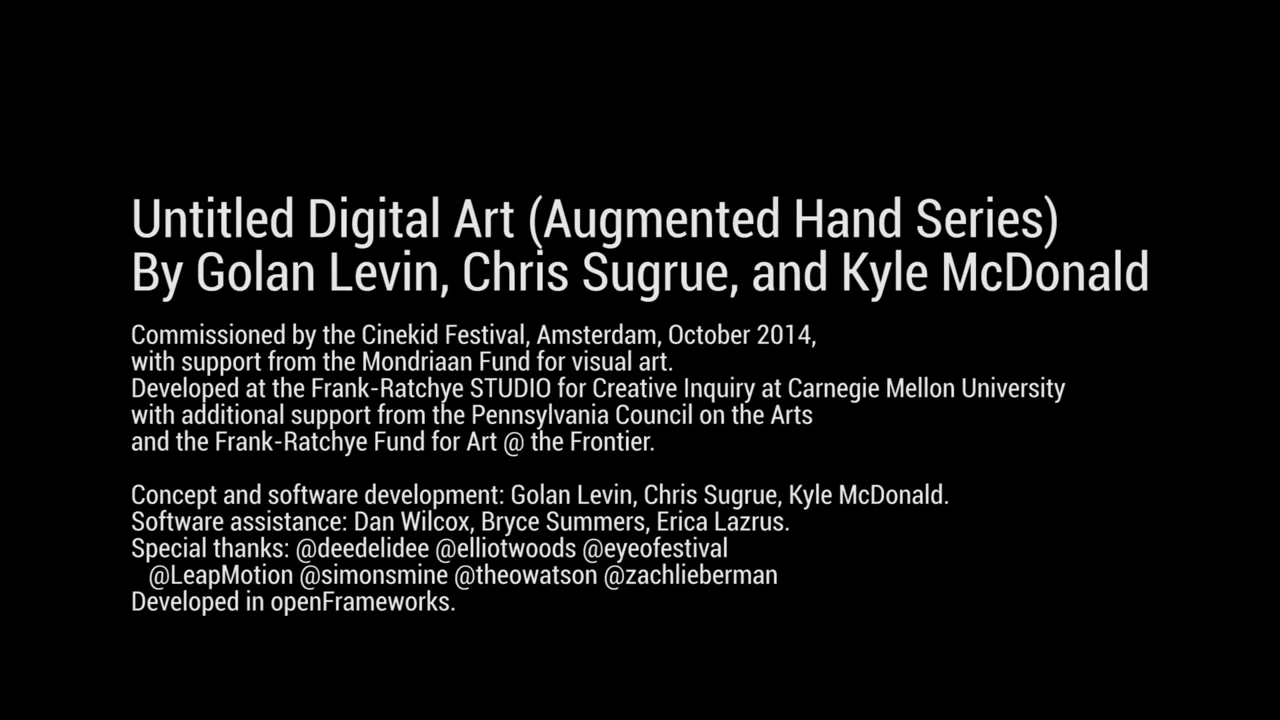 Untitled Digital Art (Augmented Hand Series)
By Golan Levin, Chris Sugrue, and Kyle McDonald
Commissioned by the Cinekid Festival, Amsterdam, October 2014,
with support from the Mondriaan Fund for visual art.
Developed at the Frank-Ratchye STUDIO for Creative Inquiry at Carnegie Mellon University
with additional support from the Pennsylvania Council on the Arts
and the Frank-Ratchye Fund for Art @ the Frontier.
Concept and software development: Golan Levin, Chris Sugrue, Kyle McDonald.
Software assistance: Dan Wilcox, Bryce Summers, Erica Lazrus.
Special thanks: @deedelidee @elliotwoods @eyeofestival
@LeapMotion @simonsmine @theowatson @zachlieberman
Developed in openFrameworks.